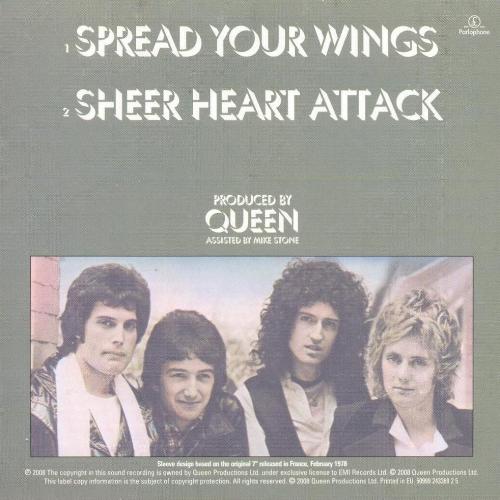 Parlophone
1 SPREAD YOUR WINGS
2 SHEER HEART ATTACK
PRODUCED BY
QUEEN
ASSISTED BY MIKE STONE
Sleeve design based on the original 7" released in France, February 1978
℗ 2008 The copyright in this sound recording is owned by Queen Productions Ltd. under exclusive license to EMI Records Ltd. © 2008 Queen Productions Ltd.
This label copy information is the subject of copyright protection. All rights reserved. © 2008 Queen Productions Ltd. Printed in EU.